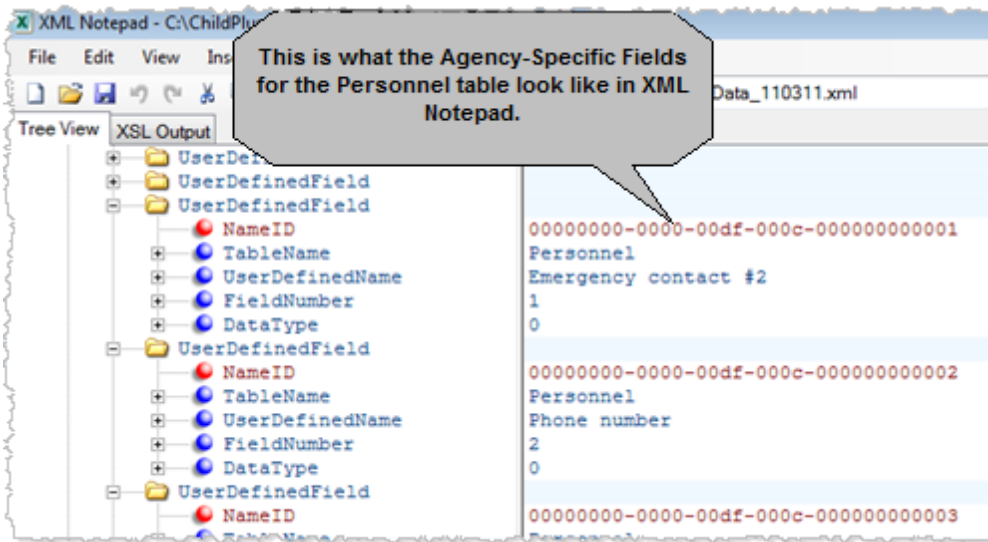 XML Notepad - C:\ChildPlu
This is what the Agency-Specific Fields
for the Personnel table look like in XML
Notepad.
File Edit View Ins
Data_110311.xml
Tree View XSL Output
UserDef
UserDefinedField
UserDefinedField
NameID 00000000-0000-00df-000c-000000000001
TableName Personnel
UserDefinedName Emergency contact #2
FieldNumber 1
DataType 0
UserDefinedField
NameID 00000000-0000-00df-000c-000000000002
TableName Personnel
UserDefinedName Phone number
FieldNumber 2
DataType 0
UserDefinedField
NameID 00000000-0000-00df-000c-000000000003